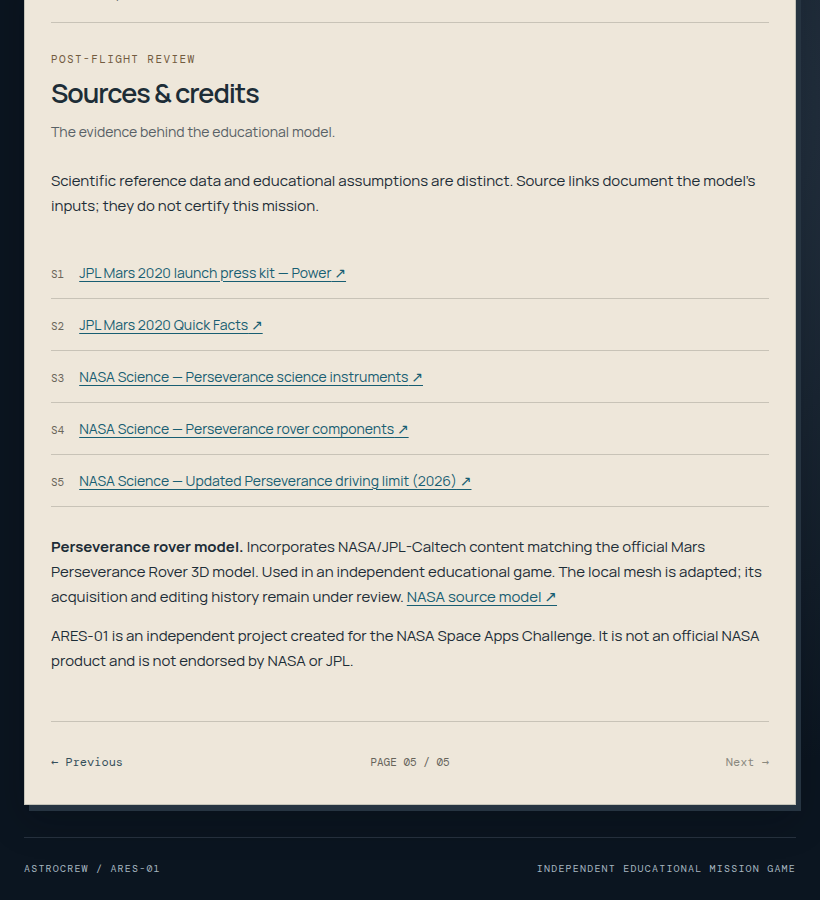 POST-FLIGHT REVIEW
Sources & credits
The evidence behind the educational model.
Scientific reference data and educational assumptions are distinct. Source links document the model's
inputs; they do not certify this mission.
S1 JPL Mars 2020 launch press kit — Power ↗
S2 JPL Mars 2020 Quick Facts ↗
S3 NASA Science — Perseverance science instruments ↗
S4 NASA Science — Perseverance rover components ↗
S5 NASA Science — Updated Perseverance driving limit (2026) ↗
Perseverance rover model. Incorporates NASA/JPL-Caltech content matching the official Mars
Perseverance Rover 3D model. Used in an independent educational game. The local mesh is adapted; its
acquisition and editing history remain under review. NASA source model ↗
ARES-01 is an independent project created for the NASA Space Apps Challenge. It is not an official NASA
product and is not endorsed by NASA or JPL.
← Previous PAGE 05 / 05 Next →
ASTROCREW / ARES-01 INDEPENDENT EDUCATIONAL MISSION GAME